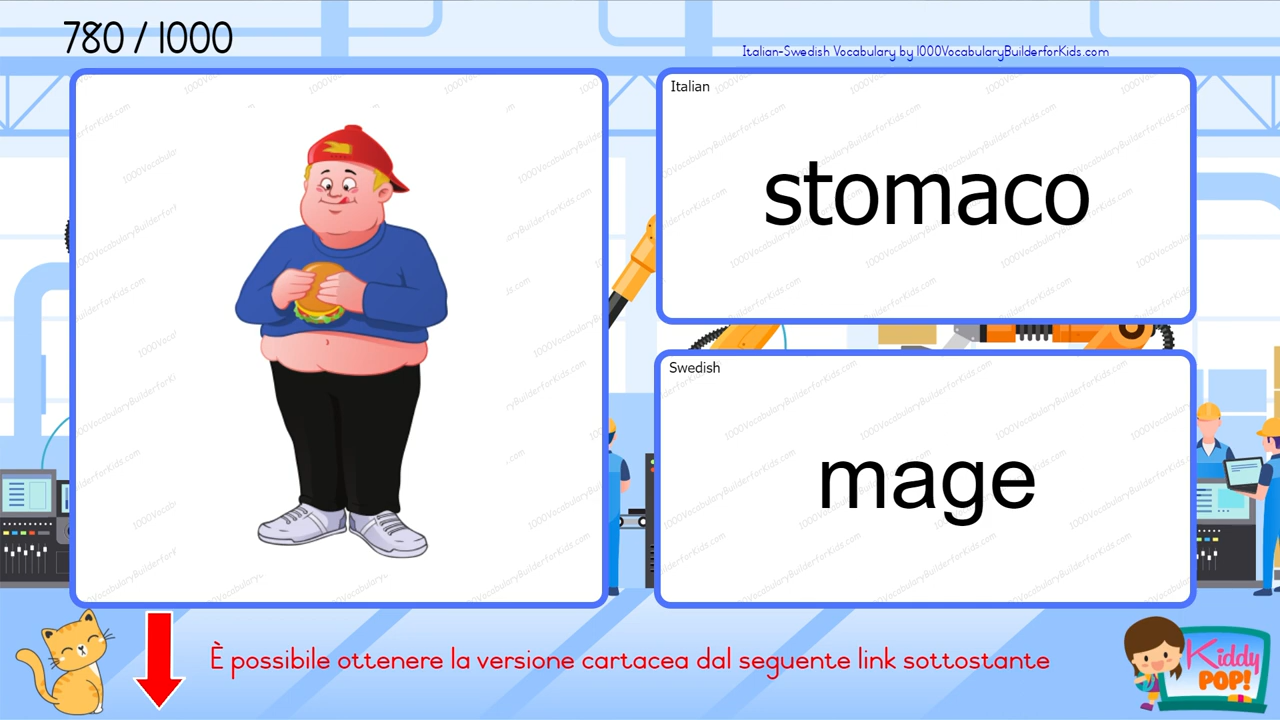 780 / 1000
Italian-Swedish Vocabulary by 1000VocabularyBuilderforKids.com
Italian
stomaco
Swedish
mage
È possibile ottenere la versione cartacea dal seguente link sottostante
Kiddy
POP!